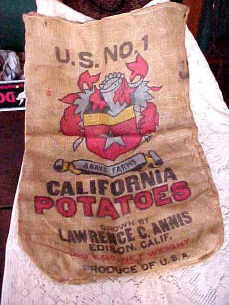 U.S. NO. 1
ANNIS FARMS
CALIFORNIA
POTATOES
GROWN BY
LAWRENCE C. ANNIS
EDISON, CALIF.
PRODUCE OF U.S.A.